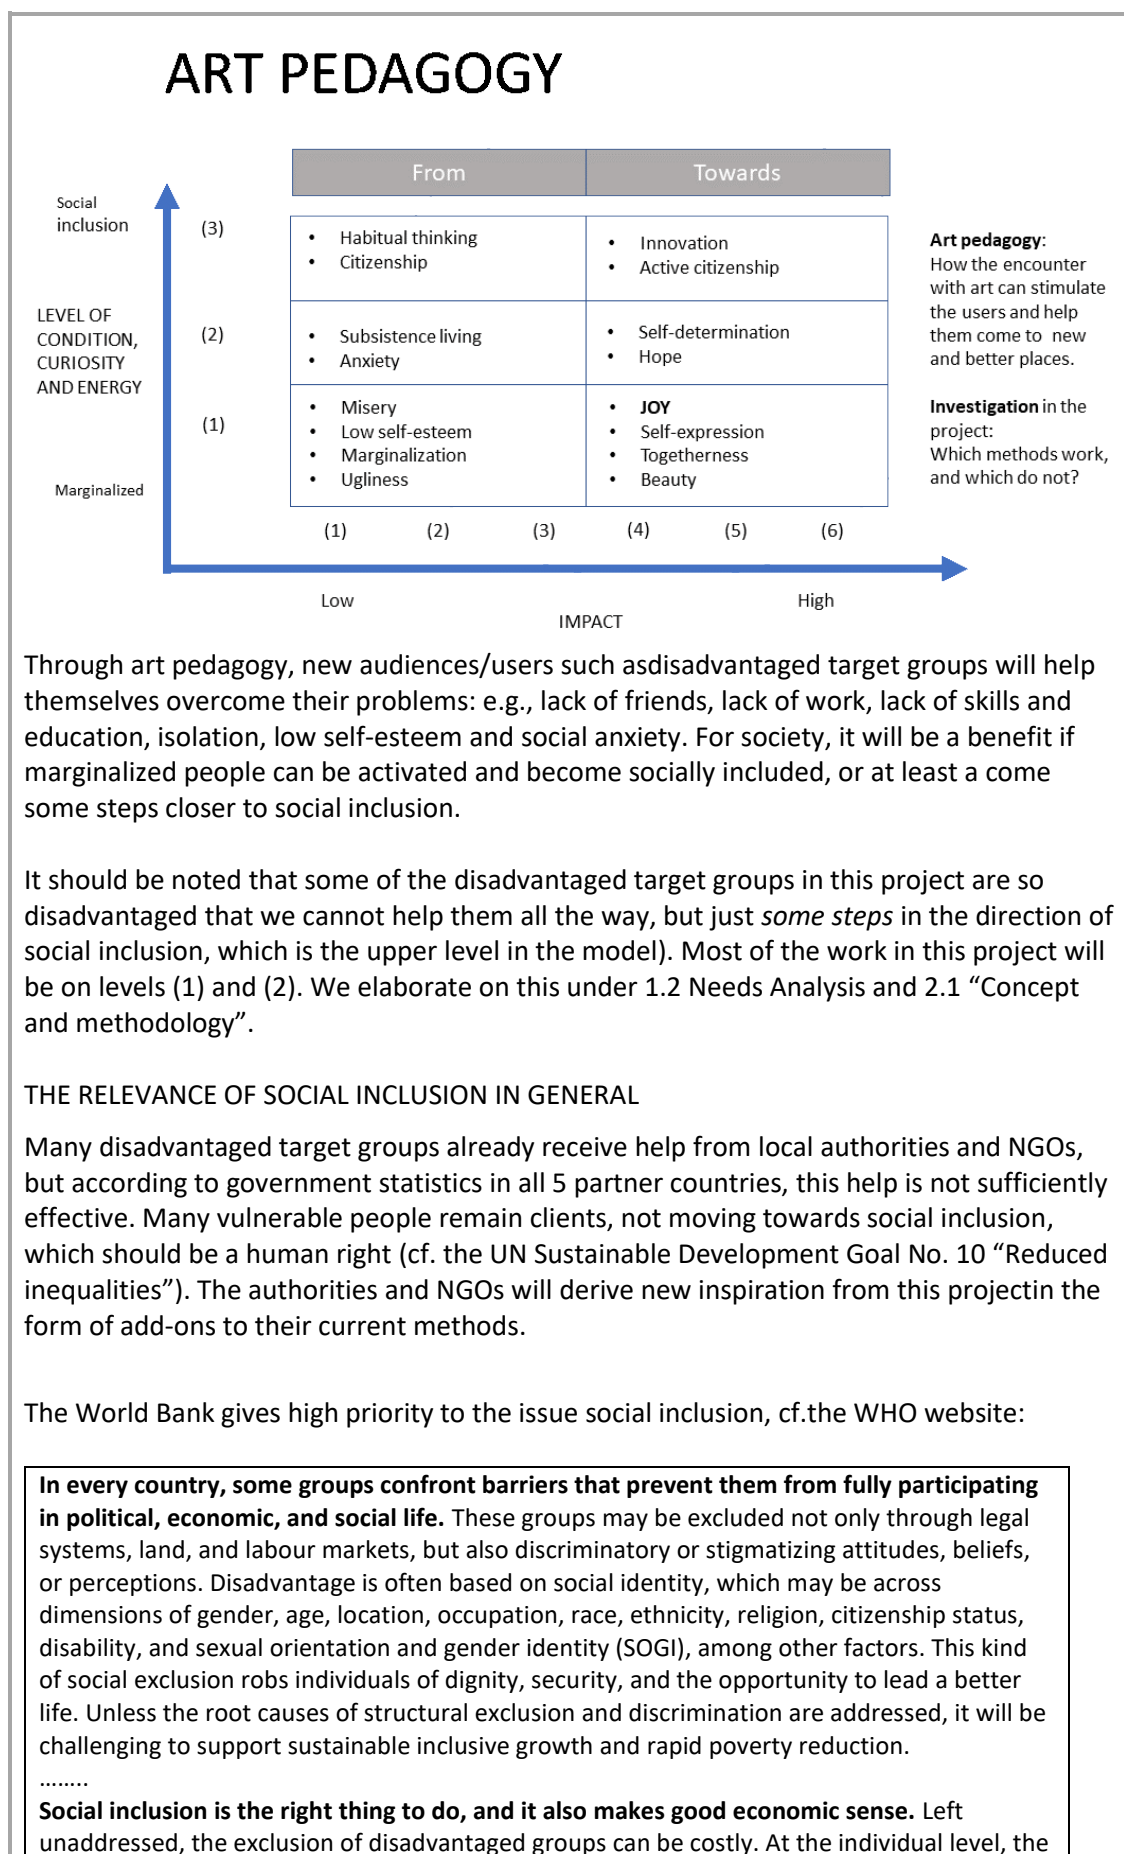 ART PEDAGOGY
From
Towards
Social
inclusion
(3)
• Habitual thinking
• Citizenship
• Innovation
• Active citizenship
LEVEL OF
CONDITION,
CURIOSITY
AND ENERGY
(2)
• Subsistence living
• Anxiety
• Self-determination
• Hope
(1)
• Misery
• Low self-esteem
• Marginalization
• Ugliness
• JOY
• Self-expression
• Togetherness
• Beauty
Marginalized
(1) (2) (3) (4) (5) (6)
Low
High
IMPACT
Art pedagogy:
How the encounter
with art can stimulate
the users and help
them come to new
and better places.
Investigation in the
project:
Which methods work,
and which do not?
Through art pedagogy, new audiences/users such asdisadvantaged target groups will help
themselves overcome their problems: e.g., lack of friends, lack of work, lack of skills and
education, isolation, low self-esteem and social anxiety. For society, it will be a benefit if
marginalized people can be activated and become socially included, or at least a come
some steps closer to social inclusion.
It should be noted that some of the disadvantaged target groups in this project are so
disadvantaged that we cannot help them all the way, but just some steps in the direction of
social inclusion, which is the upper level in the model). Most of the work in this project will
be on levels (1) and (2). We elaborate on this under 1.2 Needs Analysis and 2.1 “Concept
and methodology”.
THE RELEVANCE OF SOCIAL INCLUSION IN GENERAL
Many disadvantaged target groups already receive help from local authorities and NGOs,
but according to government statistics in all 5 partner countries, this help is not sufficiently
effective. Many vulnerable people remain clients, not moving towards social inclusion,
which should be a human right (cf. the UN Sustainable Development Goal No. 10 “Reduced
inequalities”). The authorities and NGOs will derive new inspiration from this projectin the
form of add-ons to their current methods.
The World Bank gives high priority to the issue social inclusion, cf.the WHO website:
In every country, some groups confront barriers that prevent them from fully participating
in political, economic, and social life. These groups may be excluded not only through legal
systems, land, and labour markets, but also discriminatory or stigmatizing attitudes, beliefs,
or perceptions. Disadvantage is often based on social identity, which may be across
dimensions of gender, age, location, occupation, race, ethnicity, religion, citizenship status,
disability, and sexual orientation and gender identity (SOGI), among other factors. This kind
of social exclusion robs individuals of dignity, security, and the opportunity to lead a better
life. Unless the root causes of structural exclusion and discrimination are addressed, it will be
challenging to support sustainable inclusive growth and rapid poverty reduction.
........
Social inclusion is the right thing to do, and it also makes good economic sense. Left
unaddressed, the exclusion of disadvantaged groups can be costly. At the individual level, the